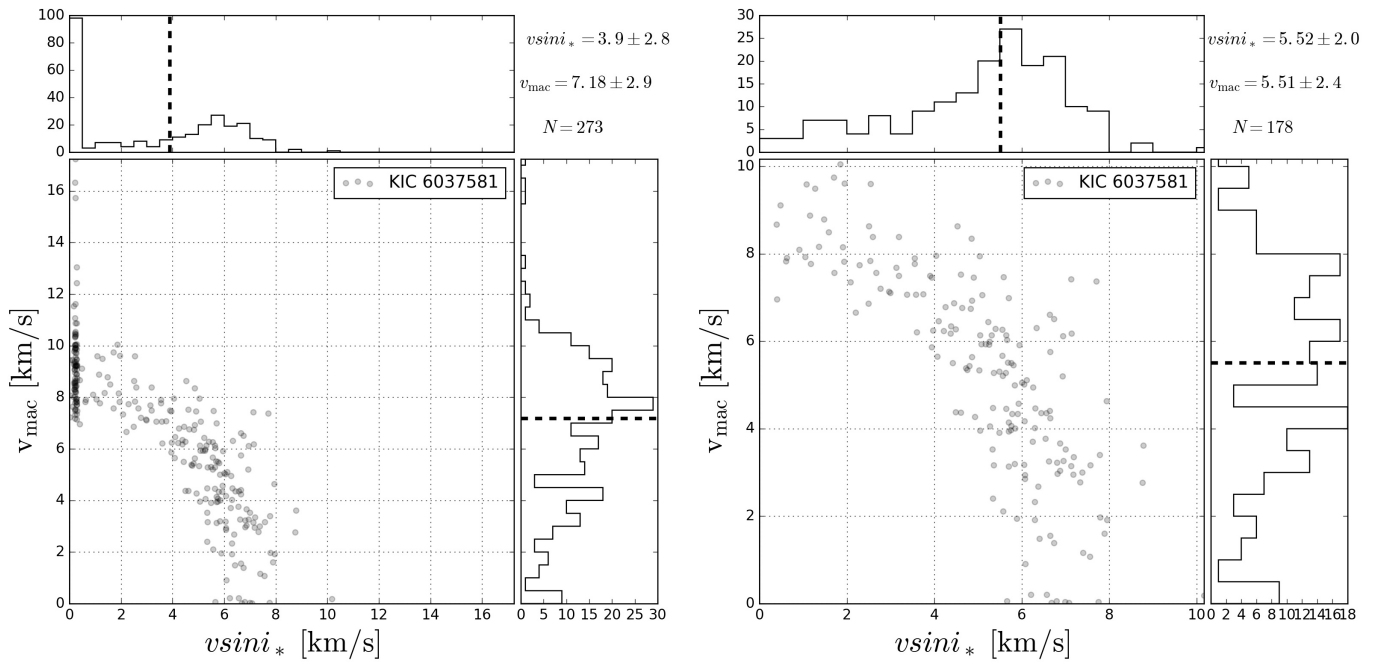 100
80
60
40
20
0
vsini* = 3.9 ± 2.8
vmac = 7.18 ± 2.9
N = 273
KIC 6037581
16
14
12
10
8
6
4
2
0
vmac [km/s]
0 2 4 6 8 10 12 14 16
vsini* [km/s]
0 5 10 15 20 25 30
30
25
20
15
10
5
0
vsini* = 5.52 ± 2.0
vmac = 5.51 ± 2.4
N = 178
KIC 6037581
10
8
6
4
2
0
vmac [km/s]
0 2 4 6 8 10
vsini* [km/s]
0 2 4 6 8 10 12 14 16 18